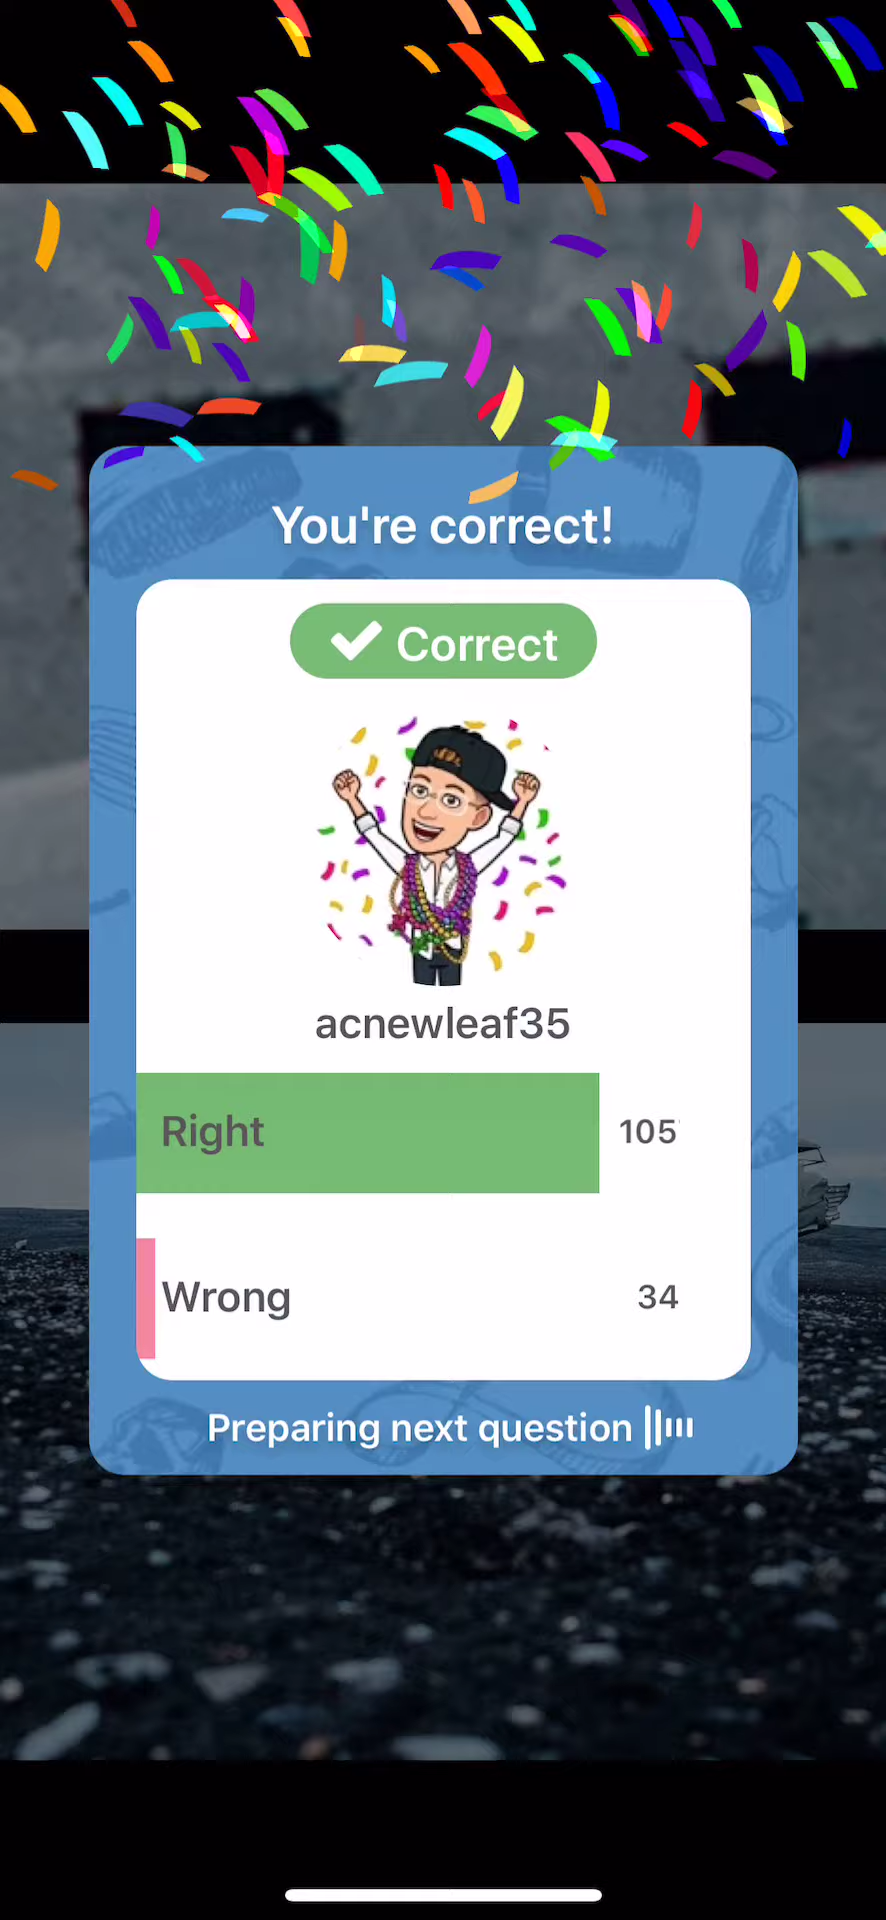 You're correct!
Correct
acnewleaf35
Right
105
Wrong
34
Preparing next question